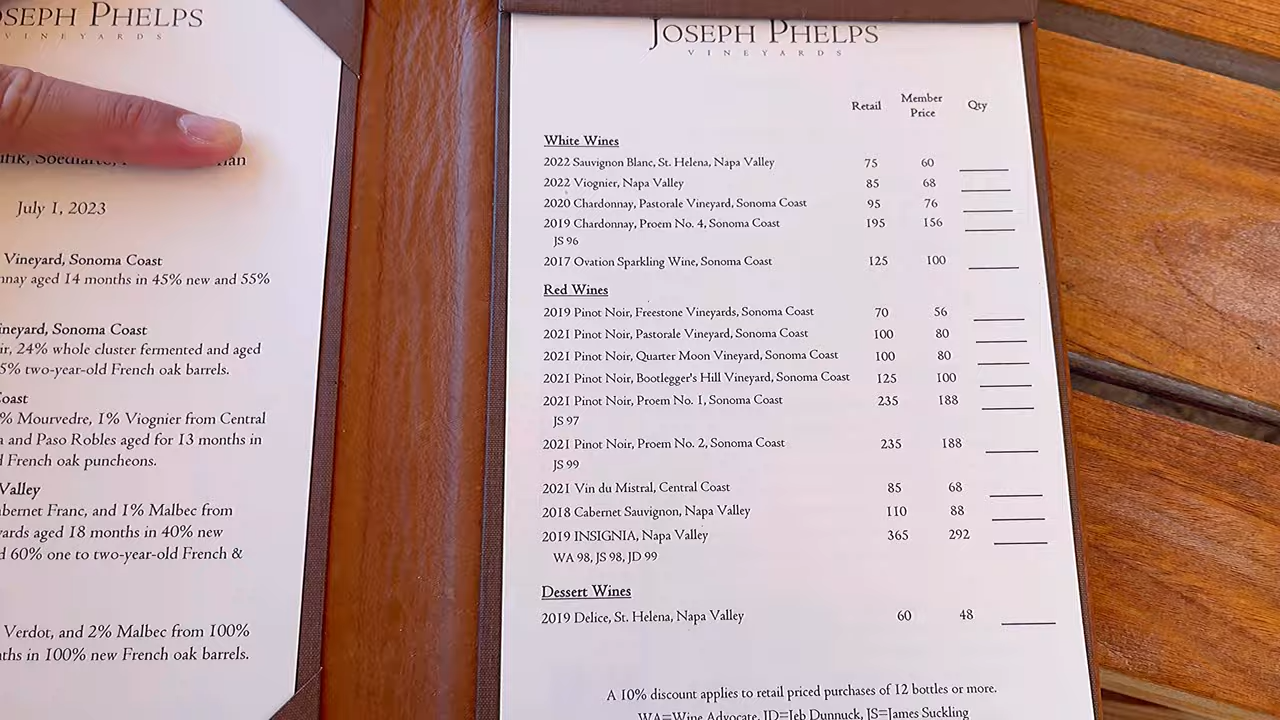 JOSEPH PHELPS
VINEYARDS
July 1, 2023
Vineyard, Sonoma Coast
aged 14 months in 45% new and 55%
Sonoma Coast
24% whole cluster fermented and aged
two-year-old French oak barrels.
Mourvedre, 1% Viognier from Central
and Paso Robles aged for 13 months in
French oak puncheons.
Valley
Franc, and 1% Malbec from
aged 18 months in 40% new
60% one to two-year-old French &
Verdot, and 2% Malbec from 100%
in 100% new French oak barrels.
JOSEPH PHELPS
VINEYARDS
Retail Member Price Qty
White Wines
2022 Sauvignon Blanc, St. Helena, Napa Valley 75 60
2022 Viognier, Napa Valley 85 68
2020 Chardonnay, Pastorale Vineyard, Sonoma Coast 95 76
2019 Chardonnay, Proem No. 4, Sonoma Coast 195 156
JS 96
2017 Ovation Sparkling Wine, Sonoma Coast 125 100
Red Wines
2019 Pinot Noir, Freestone Vineyards, Sonoma Coast 70 56
2021 Pinot Noir, Pastorale Vineyard, Sonoma Coast 100 80
2021 Pinot Noir, Quarter Moon Vineyard, Sonoma Coast 100 80
2021 Pinot Noir, Bootlegger's Hill Vineyard, Sonoma Coast 125 100
2021 Pinot Noir, Proem No. 1, Sonoma Coast 235 188
JS 97
2021 Pinot Noir, Proem No. 2, Sonoma Coast 235 188
JS 99
2021 Vin du Mistral, Central Coast 85 68
2018 Cabernet Sauvignon, Napa Valley 110 88
2019 INSIGNIA, Napa Valley 365 292
WA 98, JS 98, JD 99
Dessert Wines
2019 Delice, St. Helena, Napa Valley 60 48
A 10% discount applies to retail priced purchases of 12 bottles or more.
WA=Wine Advocate, JD=Jeb Dunnuck, JS=James Suckling